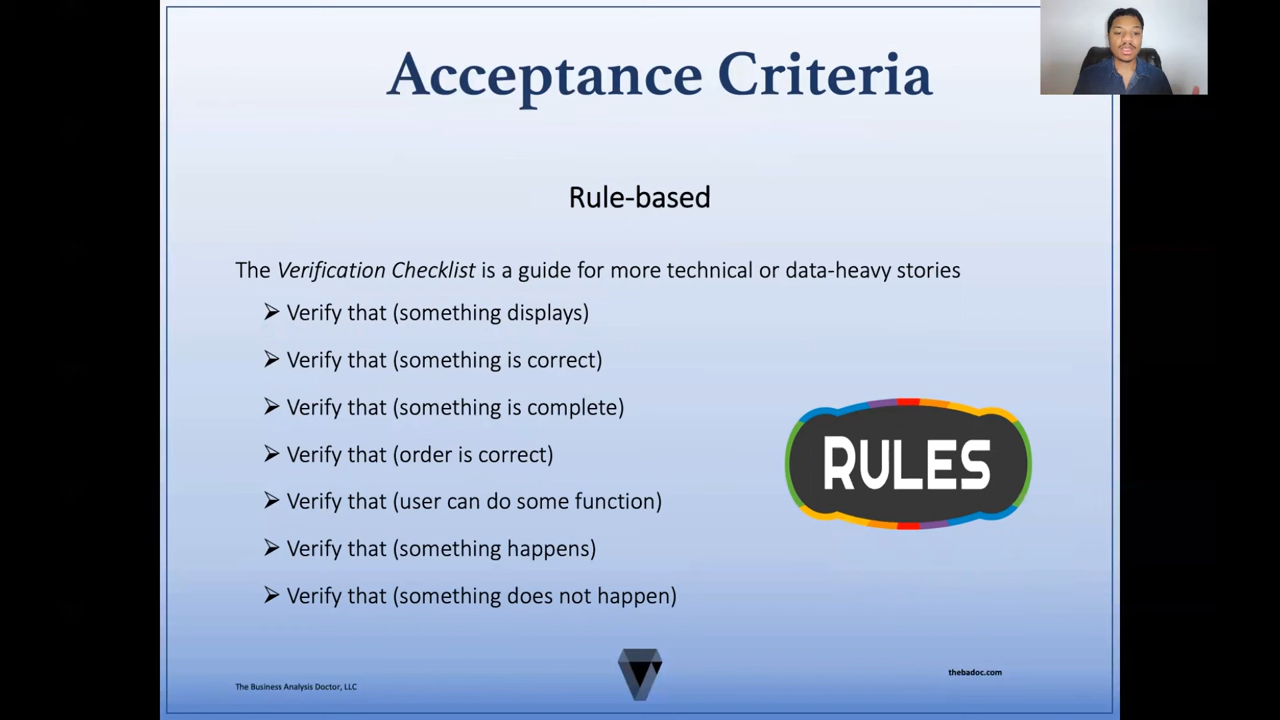 Acceptance Criteria
Rule-based
The Verification Checklist is a guide for more technical or data-heavy stories
➢ Verify that (something displays)
➢ Verify that (something is correct)
➢ Verify that (something is complete)
➢ Verify that (order is correct)
➢ Verify that (user can do some function)
➢ Verify that (something happens)
➢ Verify that (something does not happen)
RULES
The Business Analysis Doctor, LLC
thebadoc.com